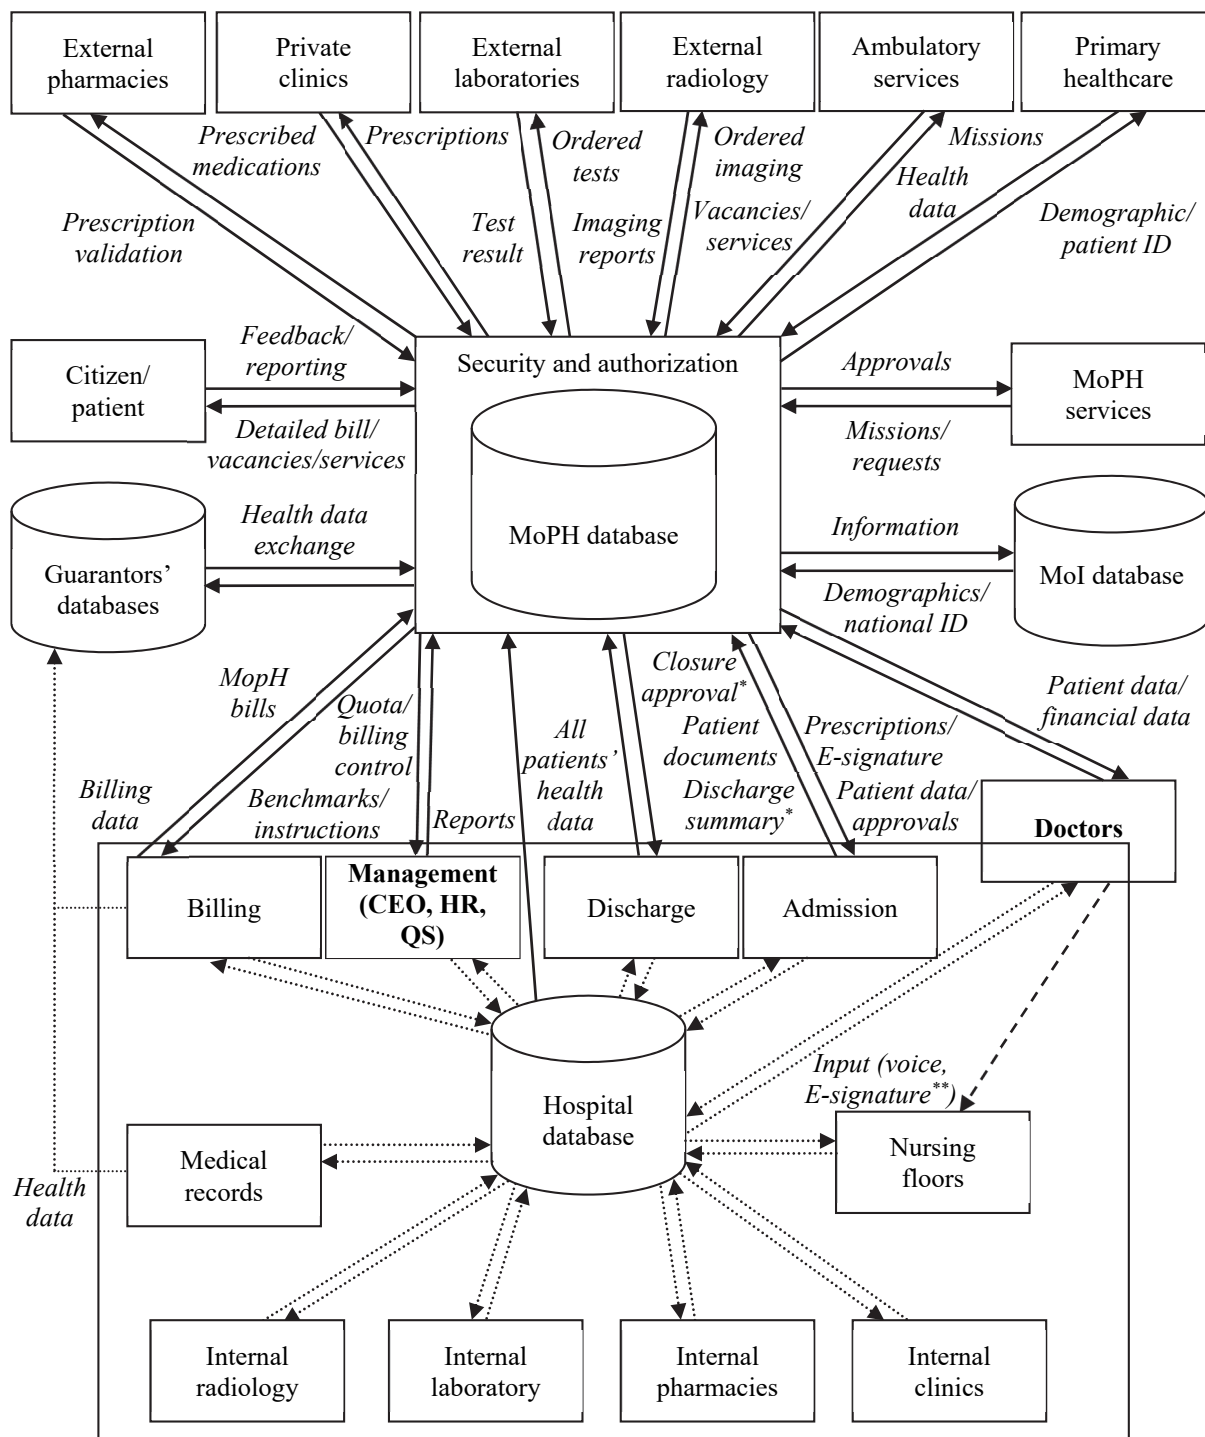 External
pharmacies
Private
clinics
External
laboratories
External
radiology
Ambulatory
services
Primary
healthcare
Prescribed
medications
Prescriptions
Ordered
tests
Ordered
imaging
Missions
Health
data
Prescription
validation
Test
result
Imaging
reports
Vacancies/
services
Demographic/
patient ID
Citizen/
patient
Feedback/
reporting
Detailed bill/
vacancies/services
Security and authorization
MoPH database
Approvals
Missions/
requests
MoPH
services
Guarantors’
databases
Health data
exchange
Information
Demographics/
national ID
MoI database
MopH
bills
Quota/
billing
control
Benchmarks/
instructions
Billing
data
Reports
All
patients’
health
data
Closure
approval*
Patient
documents
Discharge
summary*
Prescriptions/
E-signature
Patient data/
approvals
Patient data/
financial data
Doctors
Billing
Management
(CEO, HR,
QS)
Discharge
Admission
Hospital
database
Input (voice,
E-signature**)
Medical
records
Nursing
floors
Health
data
Internal
radiology
Internal
laboratory
Internal
pharmacies
Internal
clinics